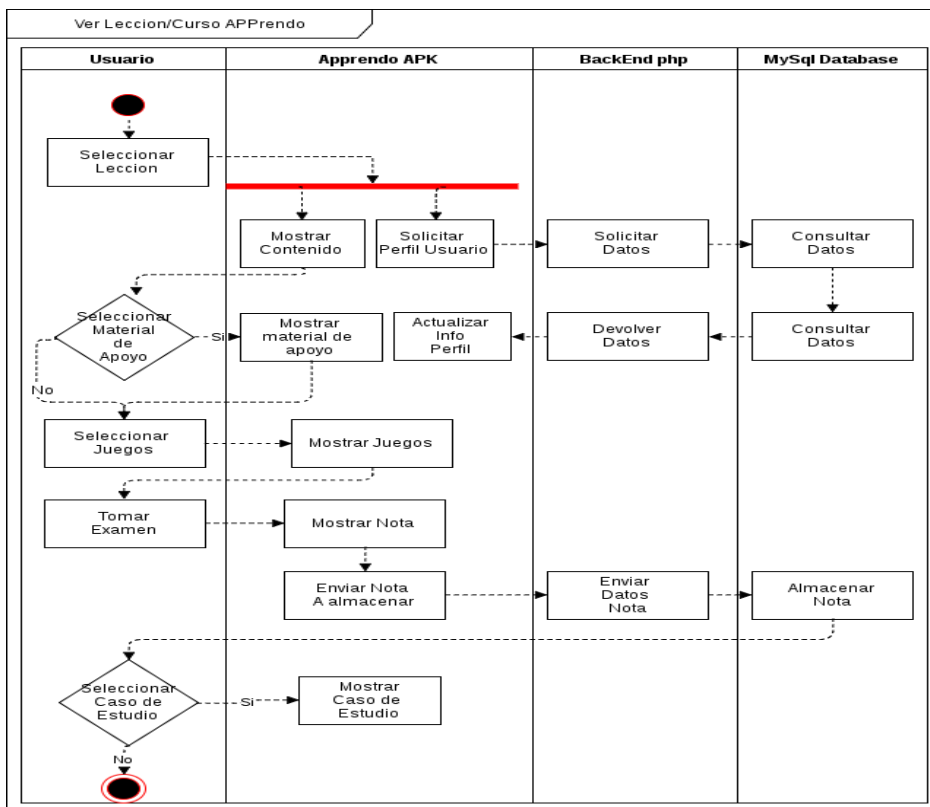 Ver Leccion/Curso APPrendo
Usuario
Apprendo APK
BackEnd php
MySql Database
Seleccionar
Leccion
Mostrar
Contenido
Solicitar
Perfil Usuario
Solicitar
Datos
Consultar
Datos
Seleccionar
Material
de
Apoyo
Si
Mostrar
material de
apoyo
Actualizar
Info
Perfil
Devolver
Datos
Consultar
Datos
No
Seleccionar
Juegos
Mostrar Juegos
Tomar
Examen
Mostrar Nota
Enviar Nota
A almacenar
Enviar
Datos
Nota
Almacenar
Nota
Seleccionar
Caso de
Estudio
Si
Mostrar
Caso de
Estudio
No